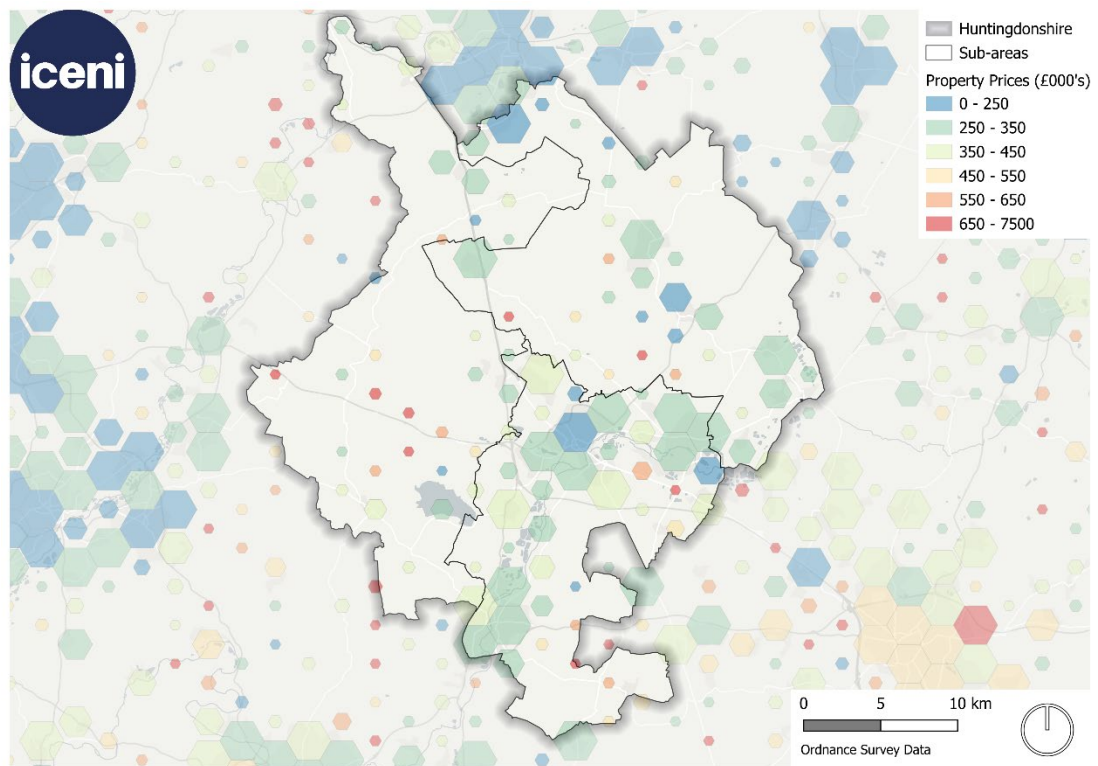 iceni
Huntingdonshire
Sub-areas
Property Prices (£000's)
0 - 250
250 - 350
350 - 450
450 - 550
550 - 650
650 - 7500
0 5 10 km
Ordnance Survey Data